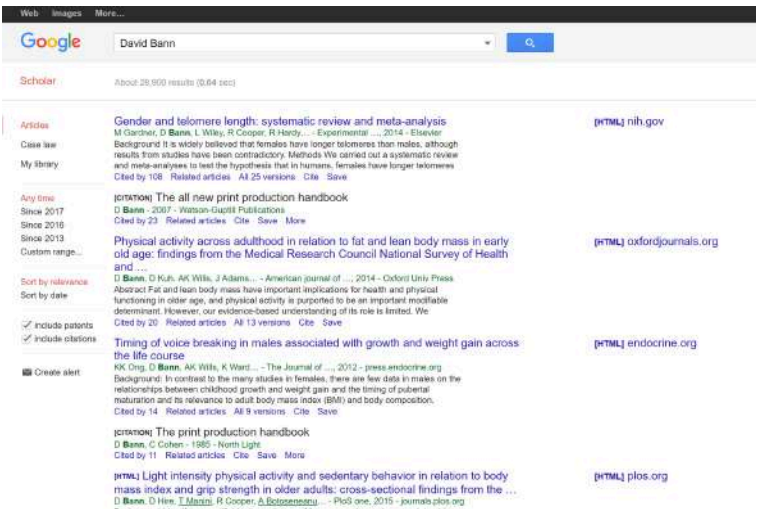 Web Images More...
Google
David Bann
Scholar
About 28,900 results (0.64 sec)
Articles
Case law
My library
Any time
Since 2017
Since 2016
Since 2013
Custom range...
Sort by relevance
Sort by date
include patents
include citations
Create alert
Gender and telomere length: systematic review and meta-analysis
[HTML] nih.gov
M Gardner, D Bann, L Wiley, R Cooper, R Hardy... - Experimental ..., 2014 - Elsevier
Background It is widely believed that females have longer telomeres than males, although
results from studies have been contradictory. Methods We carried out a systematic review
and meta-analyses to test the hypothesis that in humans, females have longer telomeres
Cited by 108 Related articles All 25 versions Cite Save
[CITATION] The all new print production handbook
D Bann - 2007 - Watson-Guptill Publications
Cited by 23 Related articles Cite Save More
Physical activity across adulthood in relation to fat and lean body mass in early
[HTML] oxfordjournals.org
old age: findings from the Medical Research Council National Survey of Health
and ...
D Bann, D Kuh, AK Wills, J Adams... - American journal of ..., 2014 - Oxford Univ Press
Abstract Fat and lean body mass have important implications for health and physical
functioning in older age, and physical activity is purported to be an important modifiable
determinant. However, our evidence-based understanding of its role is limited. We
Cited by 20 Related articles All 13 versions Cite Save
Timing of voice breaking in males associated with growth and weight gain across
[HTML] endocrine.org
the life course
KK Ong, D Bann, AK Wills, K Ward... - The Journal of ..., 2012 - press.endocrine.org
Background: In contrast to the many studies in females, there are few data in males on the
relationships between childhood growth and weight gain and the timing of pubertal
maturation and its relevance to adult body mass index (BMI) and body composition.
Cited by 14 Related articles All 9 versions Cite Save
[CITATION] The print production handbook
D Bann, C Cohen - 1985 - North Light
Cited by 11 Related articles Cite Save More
[HTML] Light intensity physical activity and sedentary behavior in relation to body
[HTML] plos.org
mass index and grip strength in older adults: cross-sectional findings from the ...
D Bann, D Hire, T Manini, R Cooper, A Botoseneanu... - PloS one, 2015 - journals.plos.org